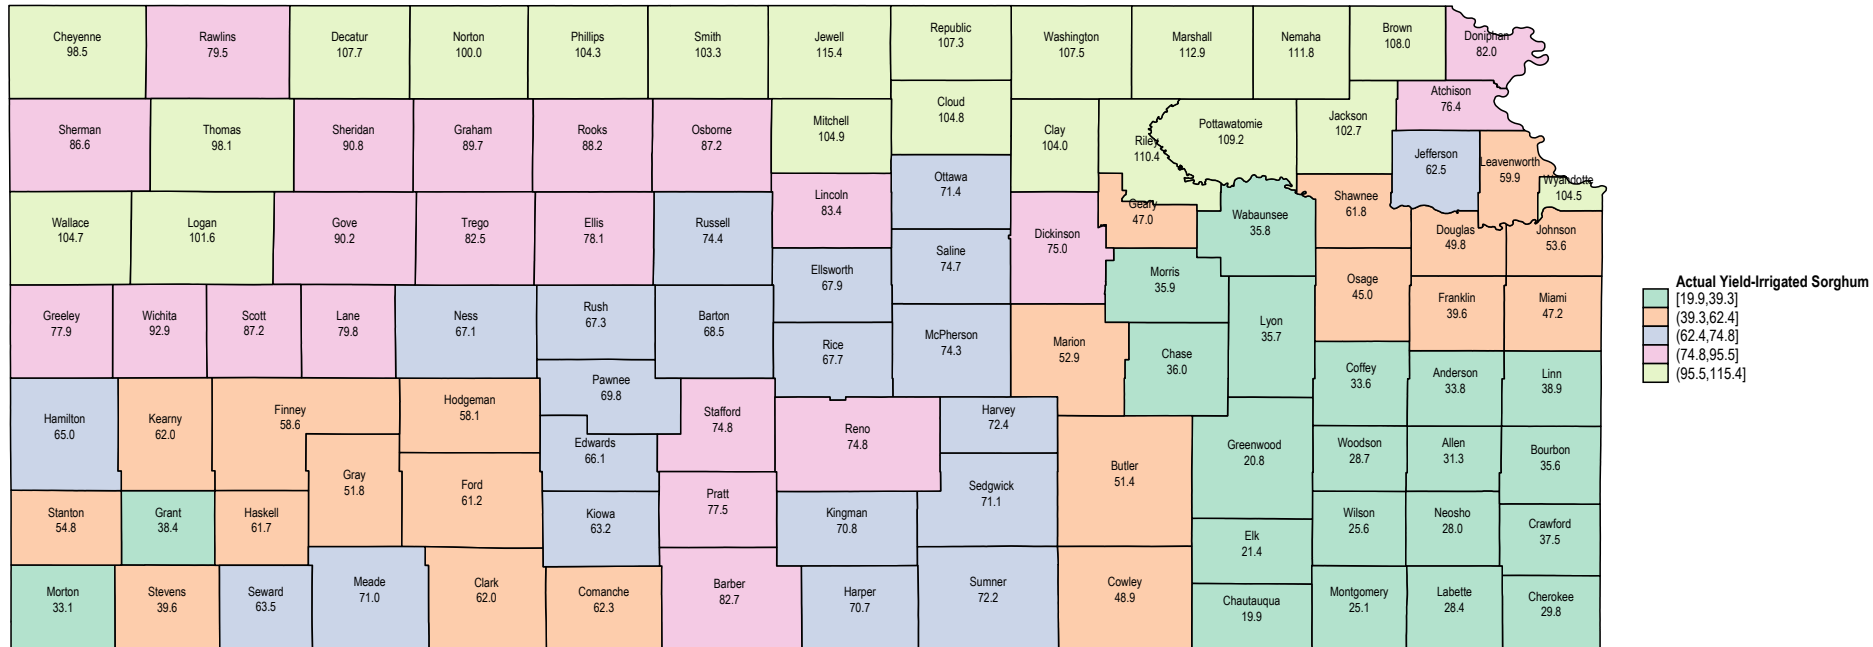 Cheyenne
98.5
Rawlins
79.5
Decatur
107.7
Norton
100.0
Phillips
104.3
Smith
103.3
Jewell
115.4
Republic
107.3
Washington
107.5
Marshall
112.9
Nemaha
111.8
Brown
108.0
Doniphan
82.0
Atchison
76.4
Sherman
86.6
Thomas
98.1
Sheridan
90.8
Graham
89.7
Rooks
88.2
Osborne
87.2
Mitchell
104.9
Cloud
104.8
Clay
104.0
Riley
110.4
Pottawatomie
109.2
Jackson
102.7
Jefferson
62.5
Leavenworth
59.9
Wyandotte
104.5
Wallace
104.7
Logan
101.6
Gove
90.2
Trego
82.5
Ellis
78.1
Russell
74.4
Lincoln
83.4
Ottawa
71.4
Saline
74.7
Dickinson
75.0
Geary
47.0
Wabaunsee
35.8
Shawnee
61.8
Douglas
49.8
Johnson
53.6
Ellsworth
67.9
Morris
35.9
Osage
45.0
Franklin
39.6
Miami
47.2
Greeley
77.9
Wichita
92.9
Scott
87.2
Lane
79.8
Ness
67.1
Rush
67.3
Barton
68.5
Rice
67.7
McPherson
74.3
Marion
52.9
Chase
36.0
Lyon
35.7
Coffey
33.6
Anderson
33.8
Linn
38.9
Hamilton
65.0
Kearny
62.0
Finney
58.6
Hodgeman
58.1
Pawnee
69.8
Stafford
74.8
Reno
74.8
Harvey
72.4
Edwards
66.1
Gray
51.8
Ford
61.2
Butler
51.4
Greenwood
20.8
Woodson
28.7
Allen
31.3
Bourbon
35.6
Stanton
54.8
Grant
38.4
Haskell
61.7
Kiowa
63.2
Pratt
77.5
Kingman
70.8
Sedgwick
71.1
Elk
21.4
Wilson
25.6
Neosho
28.0
Crawford
37.5
Morton
33.1
Stevens
39.6
Seward
63.5
Meade
71.0
Clark
62.0
Comanche
62.3
Barber
82.7
Harper
70.7
Sumner
72.2
Cowley
48.9
Chautauqua
19.9
Montgomery
25.1
Labette
28.4
Cherokee
29.8
Actual Yield-Irrigated Sorghum
[19.9,39.3]
(39.3,62.4]
(62.4,74.8]
(74.8,95.5]
(95.5,115.4]